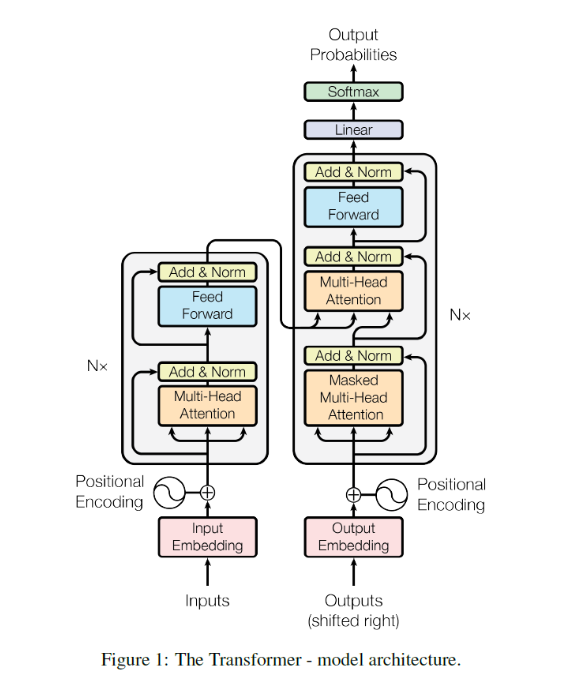 Output
Probabilities
Softmax
Linear
Add & Norm
Feed
Forward
Add & Norm
Multi-Head
Attention
Nx
Add & Norm
Masked
Multi-Head
Attention
Add & Norm
Feed
Forward
Nx
Add & Norm
Multi-Head
Attention
Positional
Encoding
Positional
Encoding
Input
Embedding
Output
Embedding
Inputs
Outputs
(shifted right)
Figure 1: The Transformer - model architecture.